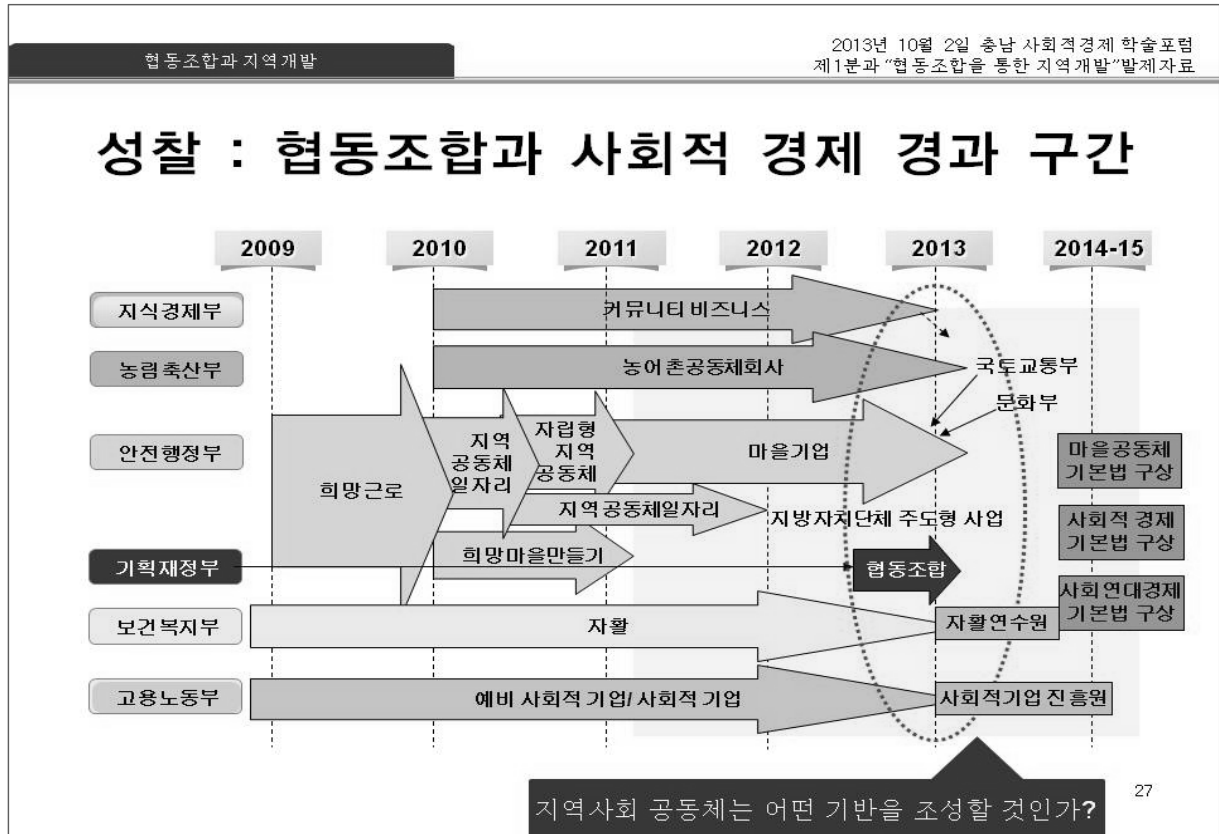 협동조합과 지역개발
2013년 10월 2일 충남 사회적경제 학술포럼
제1분과 “협동조합을 통한 지역개발”발제자료
성찰 : 협동조합과 사회적 경제 경과 구간
2009
2010
2011
2012
2013
2014-15
지식경제부
커뮤니티 비즈니스
농림축산부
농어촌공동체회사
국토교통부
문화부
안전행정부
희망근로
지역
공동체
일자리
자립형
지역
공동체
마을기업
마을공동체
기본법 구상
지역공동체일자리
지방자치단체 주도형 사업
사회적 경제
기본법 구상
희망마을만들기
기획재정부
협동조합
사회연대경제
기본법 구상
보건복지부
자활
자활연수원
고용노동부
예비 사회적 기업/ 사회적 기업
사회적기업 진흥원
지역사회 공동체는 어떤 기반을 조성할 것인가?
27